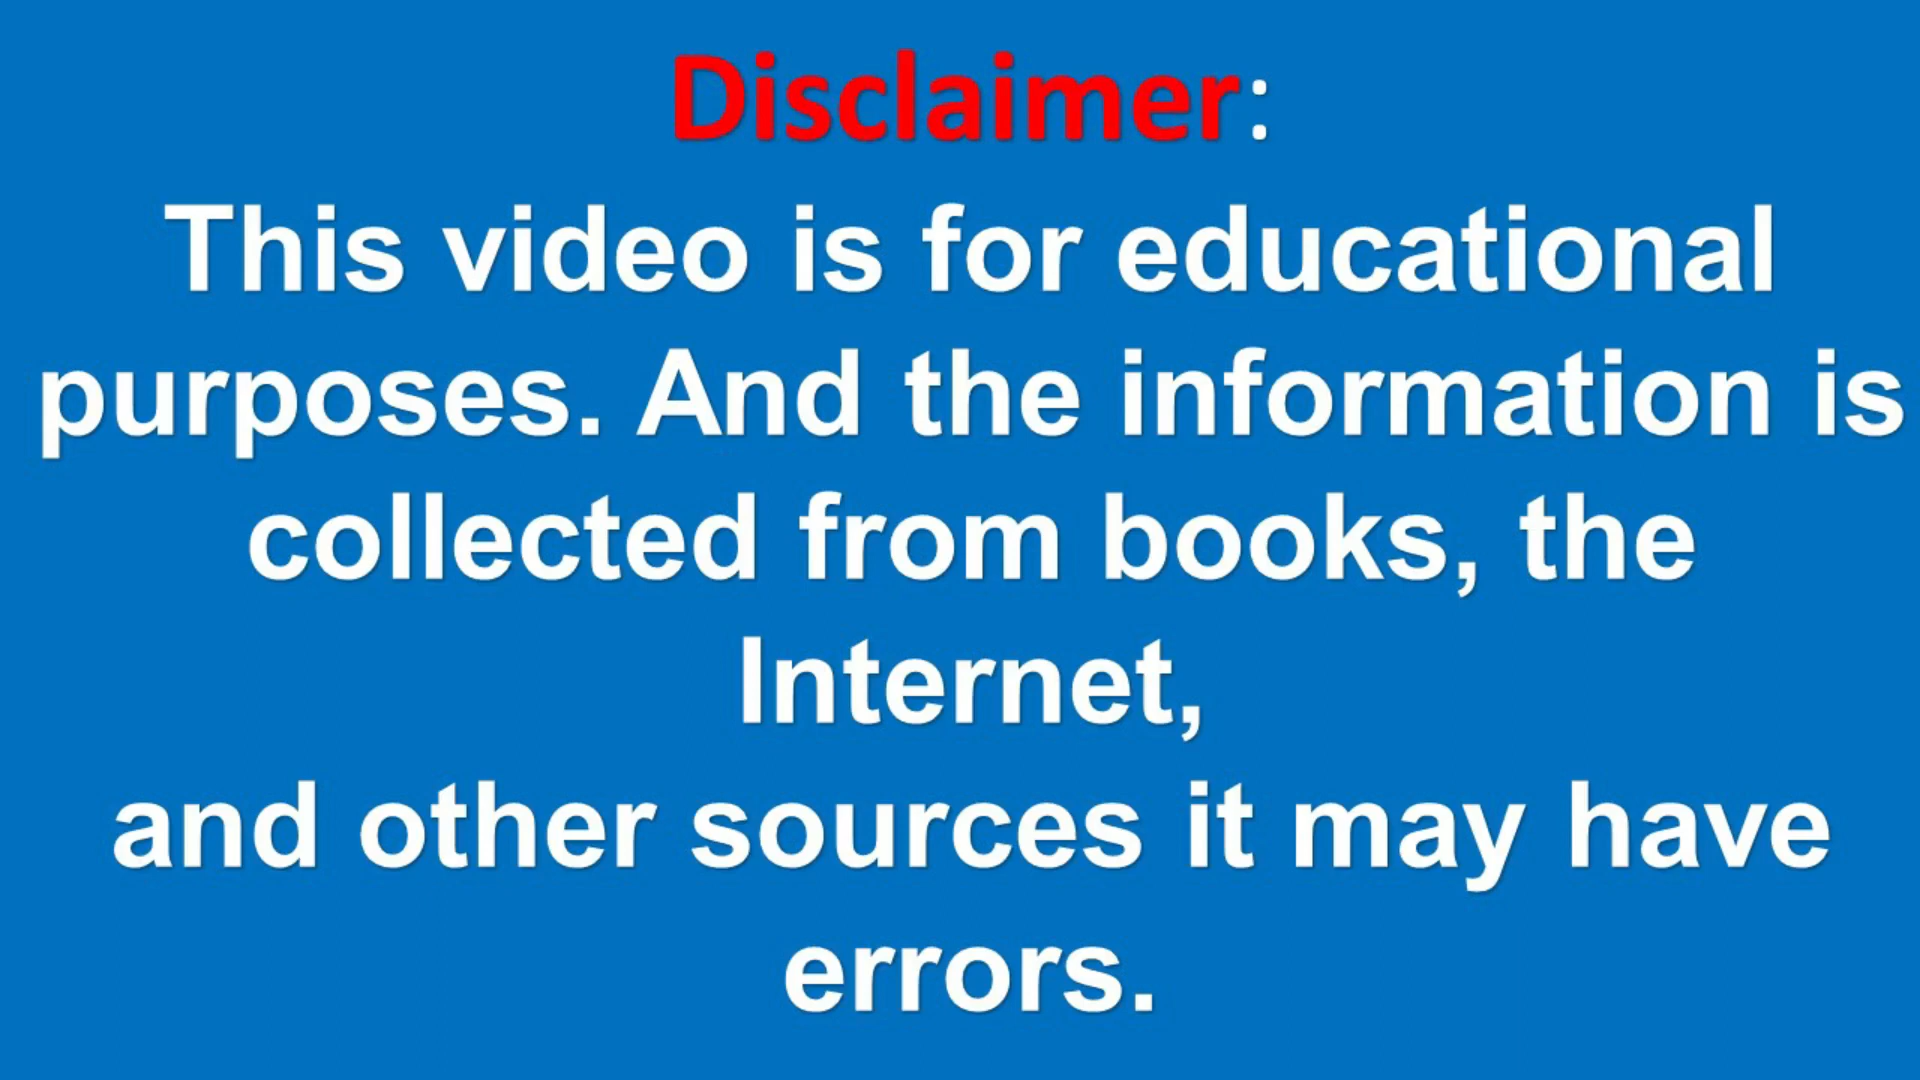 Disclaimer:
This video is for educational
purposes. And the information is
collected from books, the
Internet,
and other sources it may have
errors.